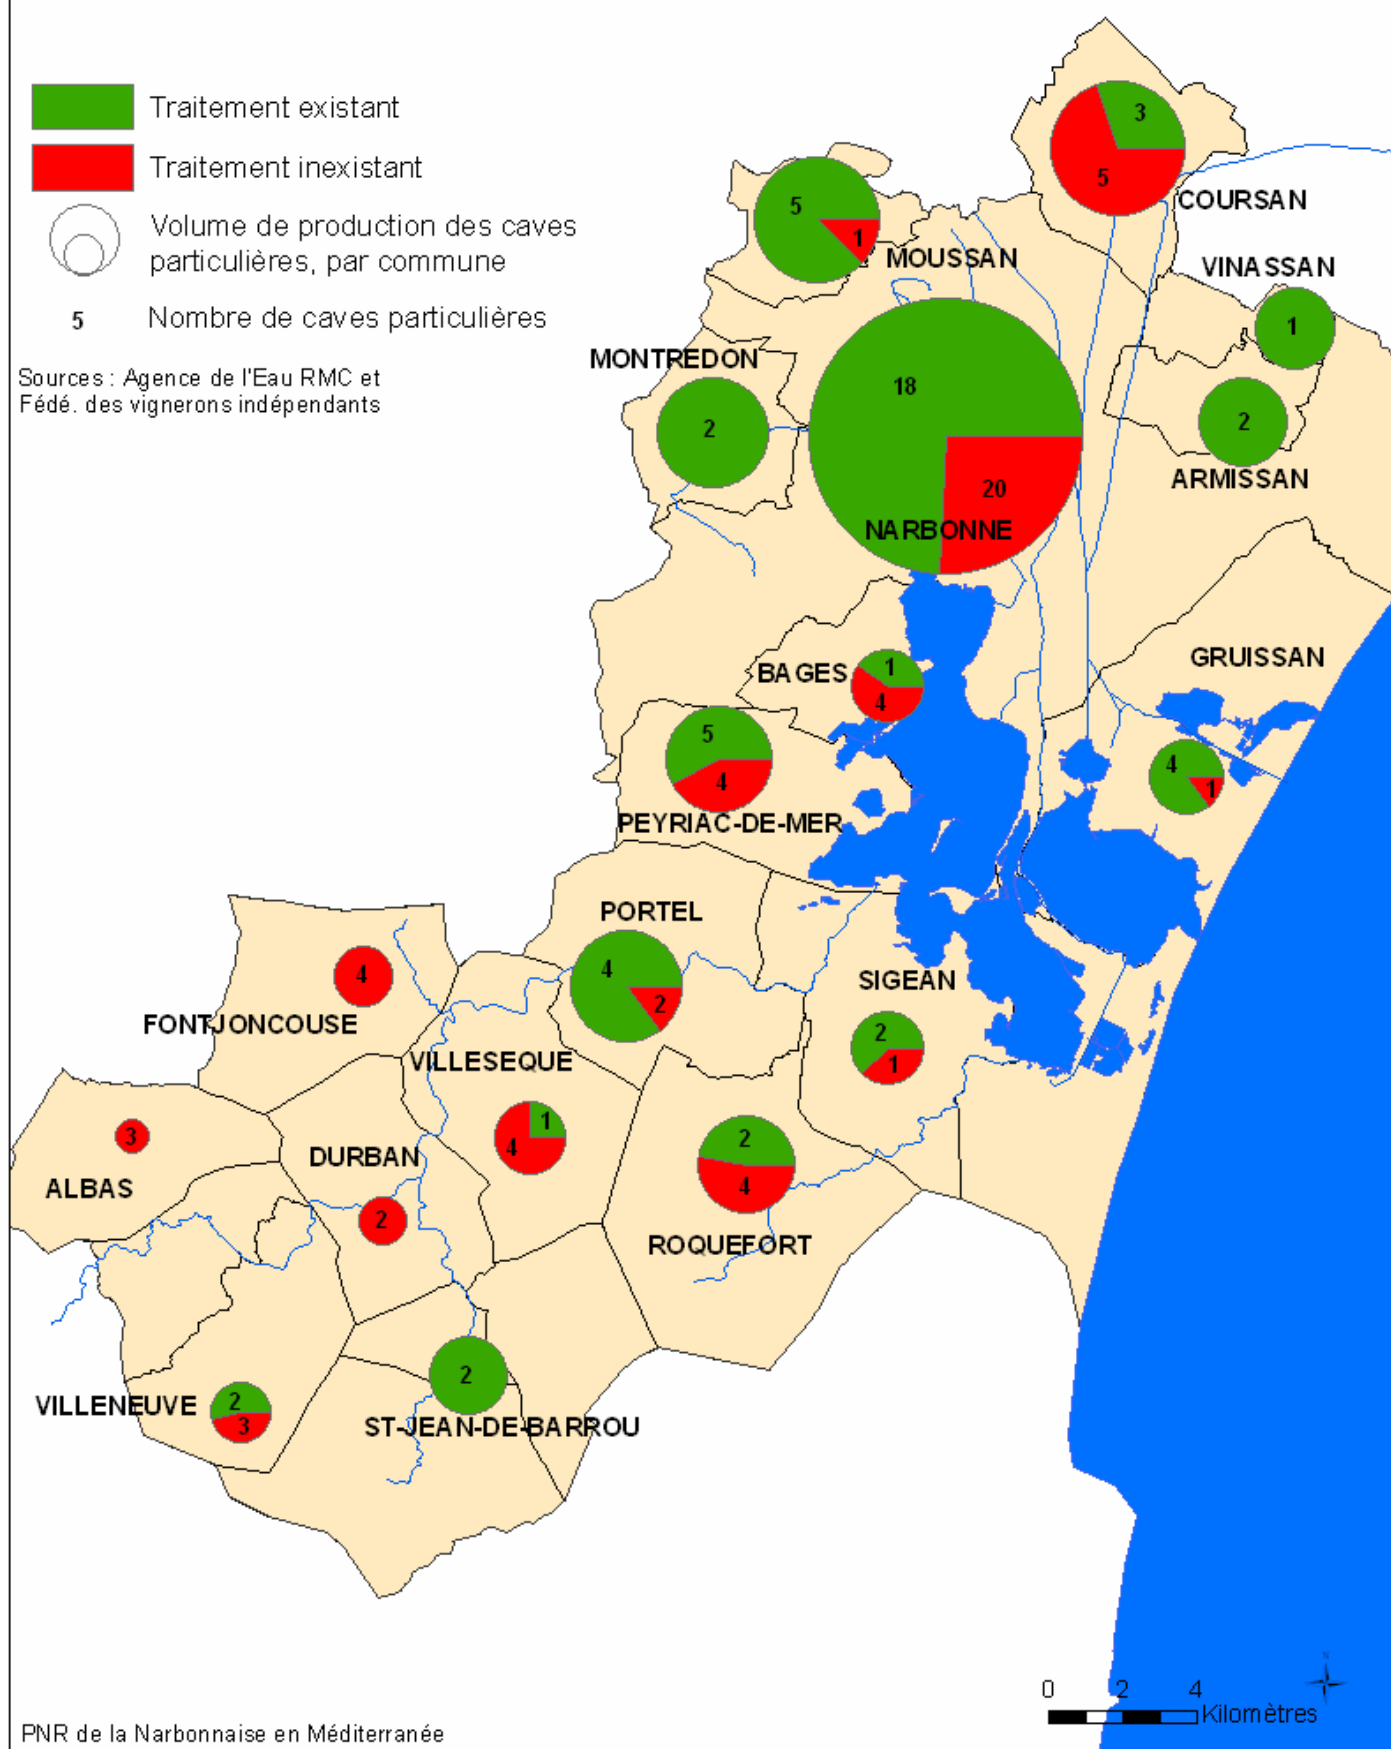 Traitement existant
Traitement inexistant
Volume de production des caves
particulières, par commune
5 Nombre de caves particulières
Sources : Agence de l'Eau RMC et
Fédé. des vignerons indépendants
3
5
COURSAN
5
1
MOUSSAN
VINASSAN
1
MONTREDON
2
18
20
NARBONNE
2
ARMISSAN
BAGES
1
4
GRUISSAN
4
1
5
4
PEYRIAC-DE-MER
PORTEL
4
2
SIGEAN
2
1
4
FONTJONCOUSE
VILLESEQUE
1
4
3
ALBAS
DURBAN
2
2
4
ROQUEFORT
2
ST-JEAN-DE-BARROU
VILLENEUVE
2
3
N
0 2 4
Kilomètres
PNR de la Narbonnaise en Méditerranée